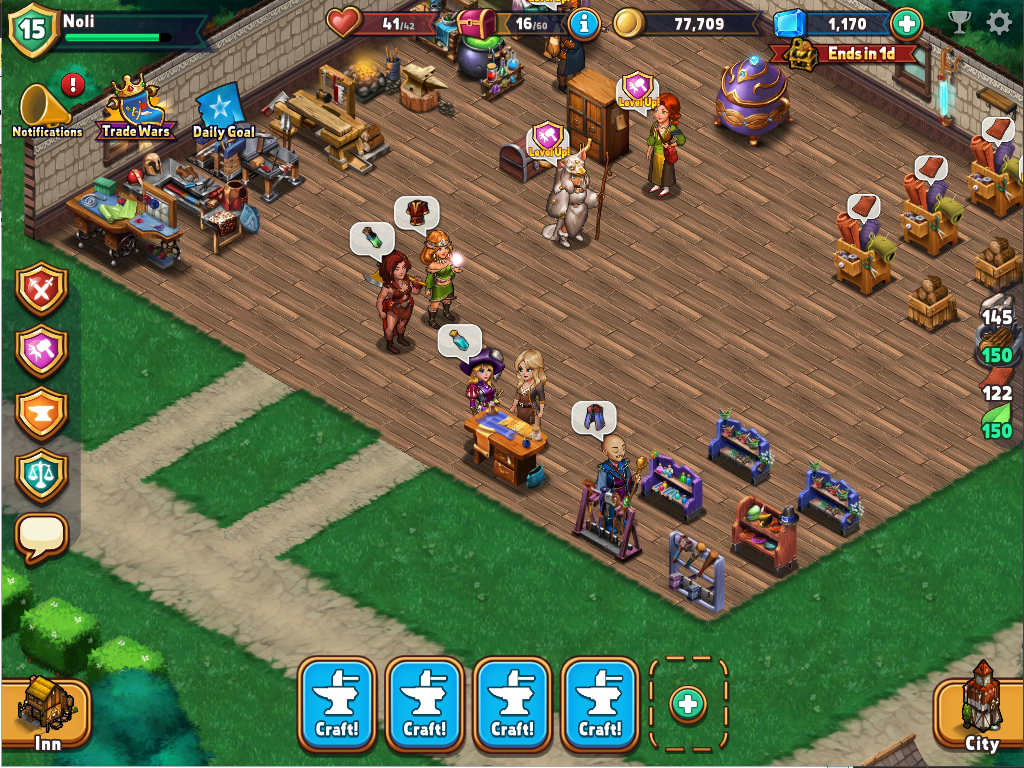 15
Noli
41/42
16/60
77,709
1,170
Ends in 1d
Notifications
Trade Wars
Daily Goal
Level Up!
Level Up!
145
150
122
150
Craft!
Craft!
Craft!
Craft!
Inn
City